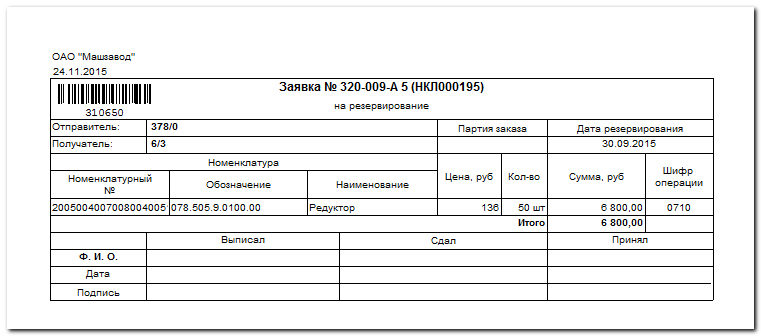 ОАО "Машзавод"
24.11.2015
Заявка № 320-009-А 5 (НКЛ000195)
на резервирование
310650
Отправитель: 378/0 Партия заказа Дата резервирования
Получатель: 6/3 30.09.2015
Номенклатура Цена, руб Кол-во Сумма, руб Шифр операции
Номенклатурный № Обозначение Наименование
2005004007008004005 078.505.9.0100.00 Редуктор 136 50 шт 6 800,00 0710
Итого 6 800,00
Выписал Сдал Принял
Ф. И. О.
Дата
Подпись